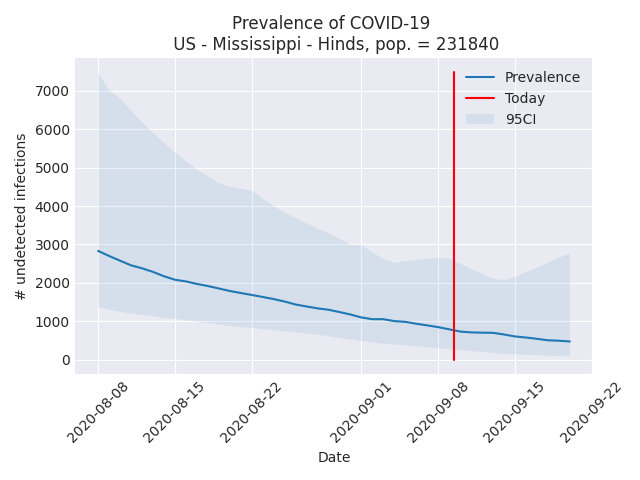 Prevalence of COVID-19
US - Mississippi - Hinds, pop. = 231840
# undetected infections
7000
6000
5000
4000
3000
2000
1000
0
Prevalence
Today
95CI
2020-08-08
2020-08-15
2020-08-22
2020-09-01
2020-09-08
2020-09-15
2020-09-22
Date